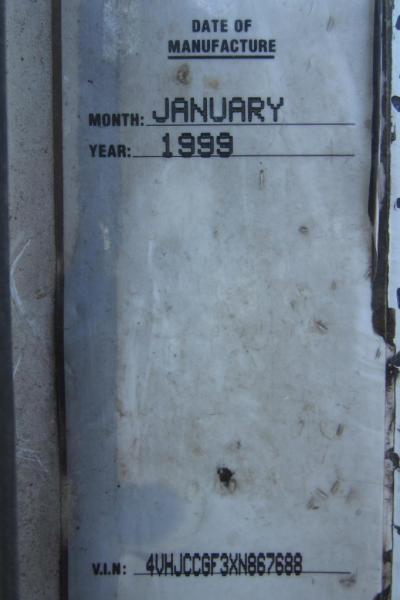 DATE OF
MANUFACTURE
MONTH: JANUARY
YEAR: 1999
V.I.N: 4VHJCCGF3XN867688